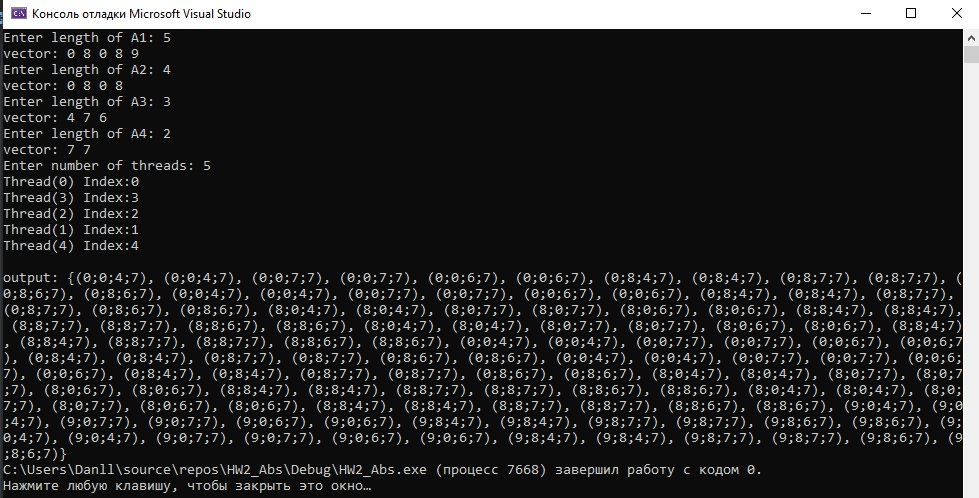 Консоль отладки Microsoft Visual Studio
Enter length of A1: 5
vector: 0 8 0 8 9
Enter length of A2: 4
vector: 0 8 0 8
Enter length of A3: 3
vector: 4 7 6
Enter length of A4: 2
vector: 7 7
Enter number of threads: 5
Thread(0) Index:0
Thread(3) Index:3
Thread(2) Index:2
Thread(1) Index:1
Thread(4) Index:4
output: {(0;0;4;7), (0;0;4;7), (0;0;7;7), (0;0;7;7), (0;0;6;7), (0;0;6;7), (0;8;4;7), (0;8;4;7), (0;8;7;7), (0;8;7;7), (
0;8;6;7), (0;8;6;7), (0;0;4;7), (0;0;4;7), (0;0;7;7), (0;0;7;7), (0;0;6;7), (0;0;6;7), (0;8;4;7), (0;8;4;7), (0;8;7;7),
(0;8;7;7), (0;8;6;7), (0;8;6;7), (8;0;4;7), (8;0;4;7), (8;0;7;7), (8;0;7;7), (8;0;6;7), (8;0;6;7), (8;8;4;7), (8;8;4;7),
(8;8;7;7), (8;8;7;7), (8;8;6;7), (8;8;6;7), (8;0;4;7), (8;0;4;7), (8;0;7;7), (8;0;7;7), (8;0;6;7), (8;0;6;7), (8;8;4;7)
, (8;8;4;7), (8;8;7;7), (8;8;7;7), (8;8;6;7), (8;8;6;7), (0;0;4;7), (0;0;4;7), (0;0;7;7), (0;0;7;7), (0;0;6;7), (0;0;6;7
), (0;8;4;7), (0;8;4;7), (0;8;7;7), (0;8;7;7), (0;8;6;7), (0;8;6;7), (0;0;4;7), (0;0;4;7), (0;0;7;7), (0;0;7;7), (0;0;6;
7), (0;0;6;7), (0;8;4;7), (0;8;4;7), (0;8;7;7), (0;8;7;7), (0;8;6;7), (0;8;6;7), (8;0;4;7), (8;0;4;7), (8;0;7;7), (8;0;7
;7), (8;0;6;7), (8;0;6;7), (8;8;4;7), (8;8;4;7), (8;8;7;7), (8;8;7;7), (8;8;6;7), (8;8;6;7), (8;0;4;7), (8;0;4;7), (8;0;
7;7), (8;0;7;7), (8;0;6;7), (8;0;6;7), (8;8;4;7), (8;8;4;7), (8;8;7;7), (8;8;7;7), (8;8;6;7), (8;8;6;7), (9;0;4;7), (9;0
;4;7), (9;0;7;7), (9;0;7;7), (9;0;6;7), (9;0;6;7), (9;8;4;7), (9;8;4;7), (9;8;7;7), (9;8;7;7), (9;8;6;7), (9;8;6;7), (9;
0;4;7), (9;0;4;7), (9;0;7;7), (9;0;7;7), (9;0;6;7), (9;0;6;7), (9;8;4;7), (9;8;4;7), (9;8;7;7), (9;8;7;7), (9;8;6;7), (9
;8;6;7)}
C:\Users\Danll\source\repos\HW2_Abs\Debug\HW2_Abs.exe (процесс 7668) завершил работу с кодом 0.
Нажмите любую клавишу, чтобы закрыть это окно…